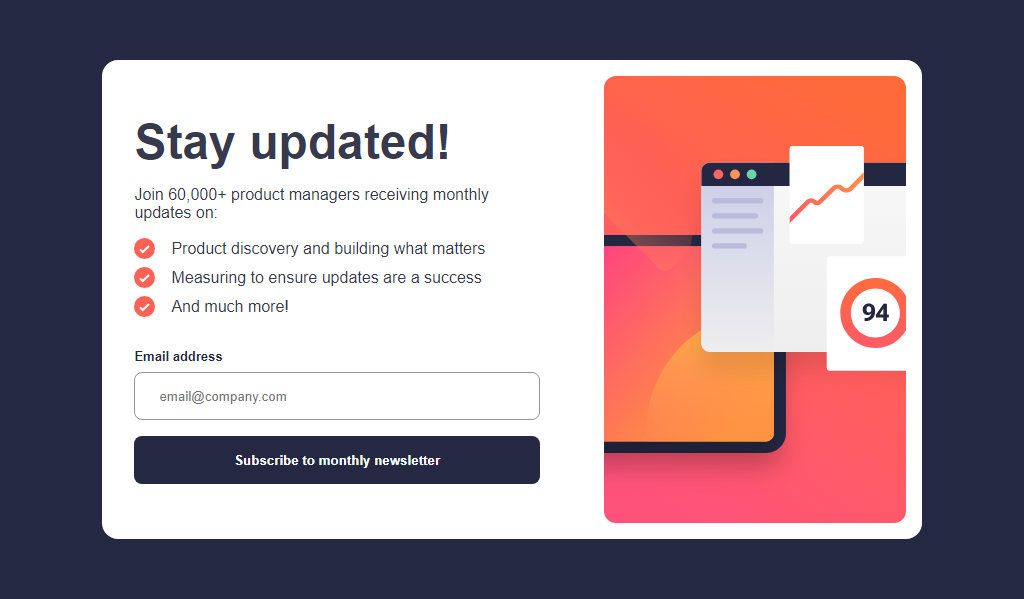 Stay updated!
Join 60,000+ product managers receiving monthly
updates on:
Product discovery and building what matters
Measuring to ensure updates are a success
And much more!
Email address
email@company.com
Subscribe to monthly newsletter
94